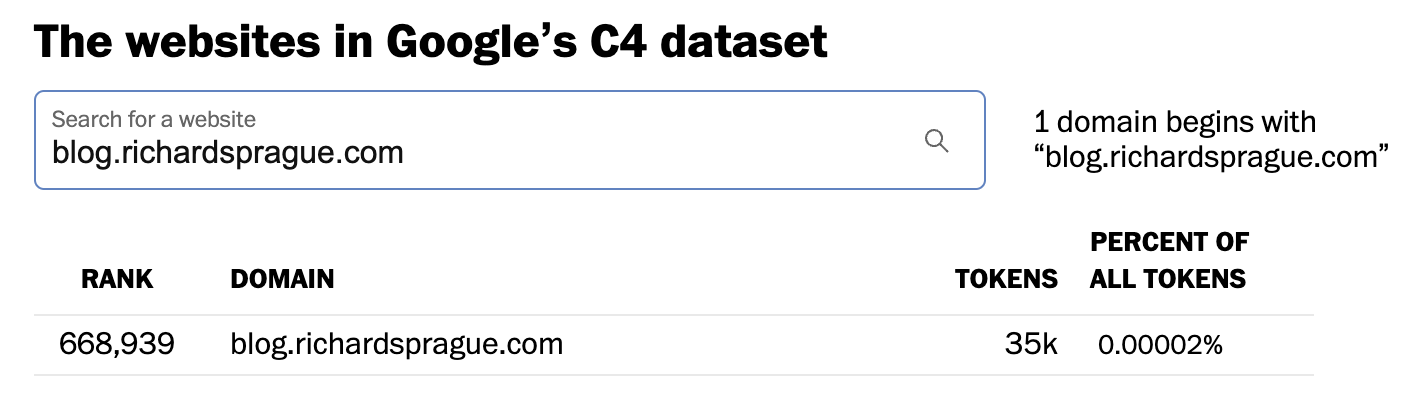 The websites in Google’s C4 dataset
Search for a website
blog.richardsprague.com
1 domain begins with
“blog.richardsprague.com”
RANK DOMAIN TOKENS PERCENT OF ALL TOKENS
668,939 blog.richardsprague.com 35k 0.00002%